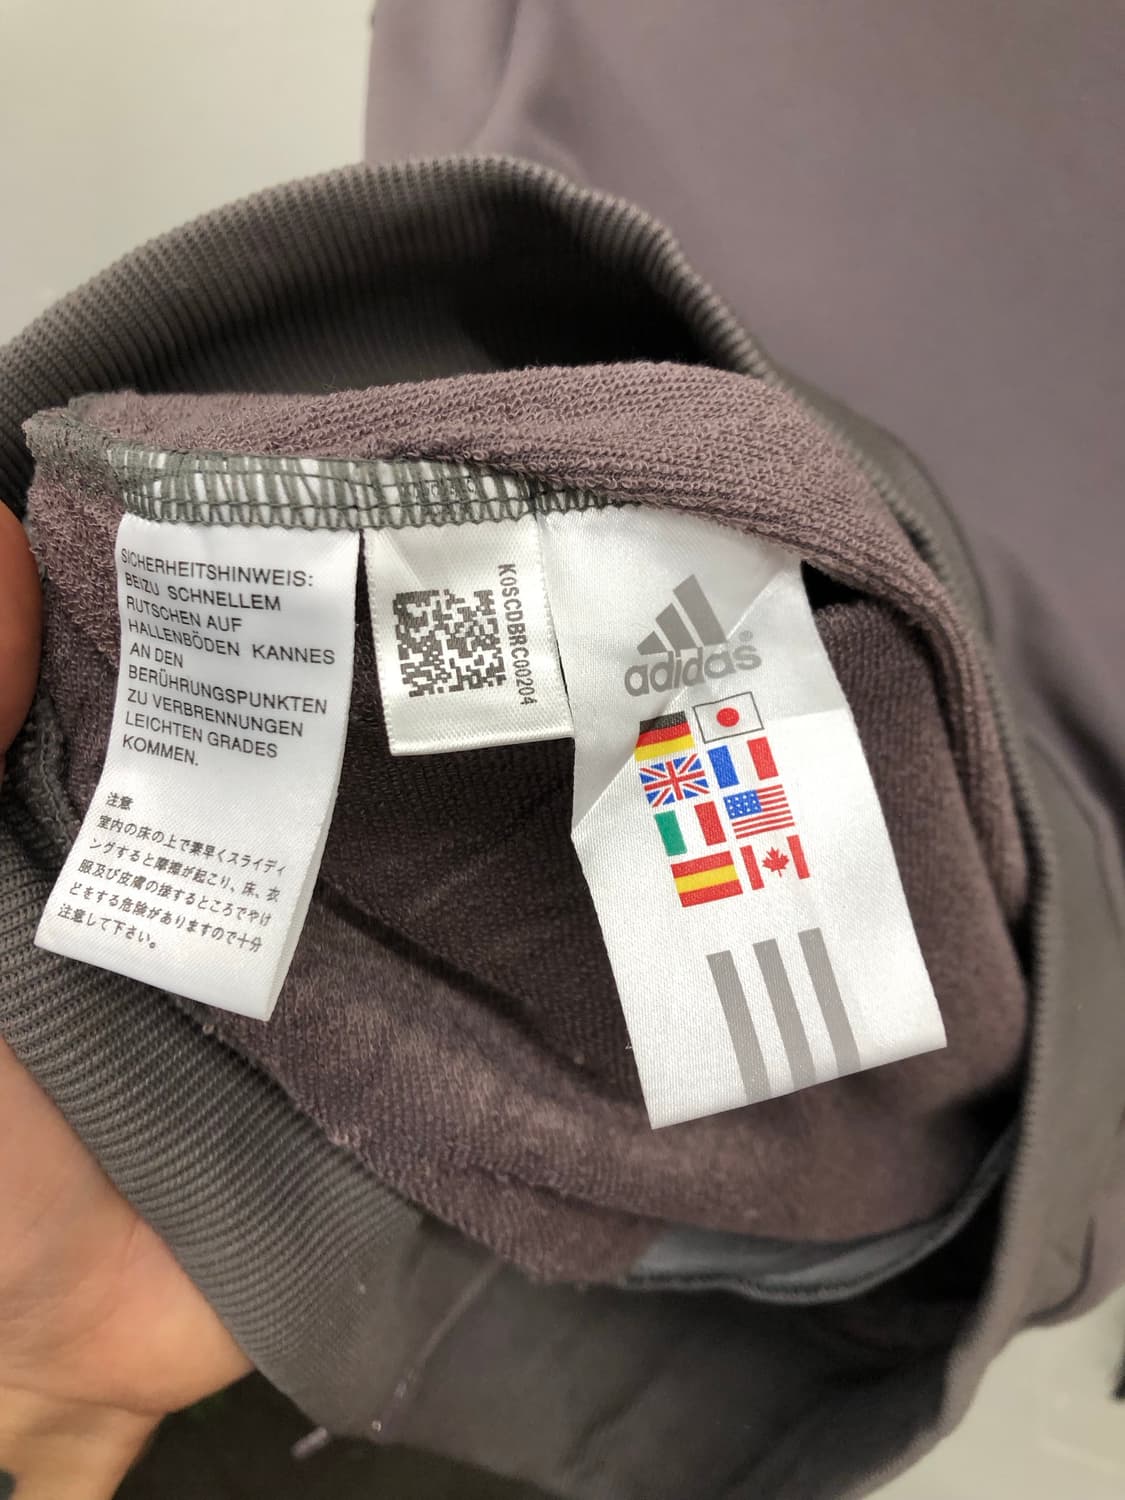 SICHERHEITSHINWEIS:
BEIZU SCHNELLEM
RUTSCHEN AUF
HALLENBÖDEN KANNES
AN DEN
BERÜHRUNGSPUNKTEN
ZU VERBRENNUNGEN
LEICHTEN GRADES
KOMMEN.
注意
室内の床の上で素早くスライディ
ングすると摩擦が起こり、床、衣
服及び皮膚の接するところでやけ
どをする危険がありますので十分
注意して下さい。
K0SCDBRC00204
adidas®